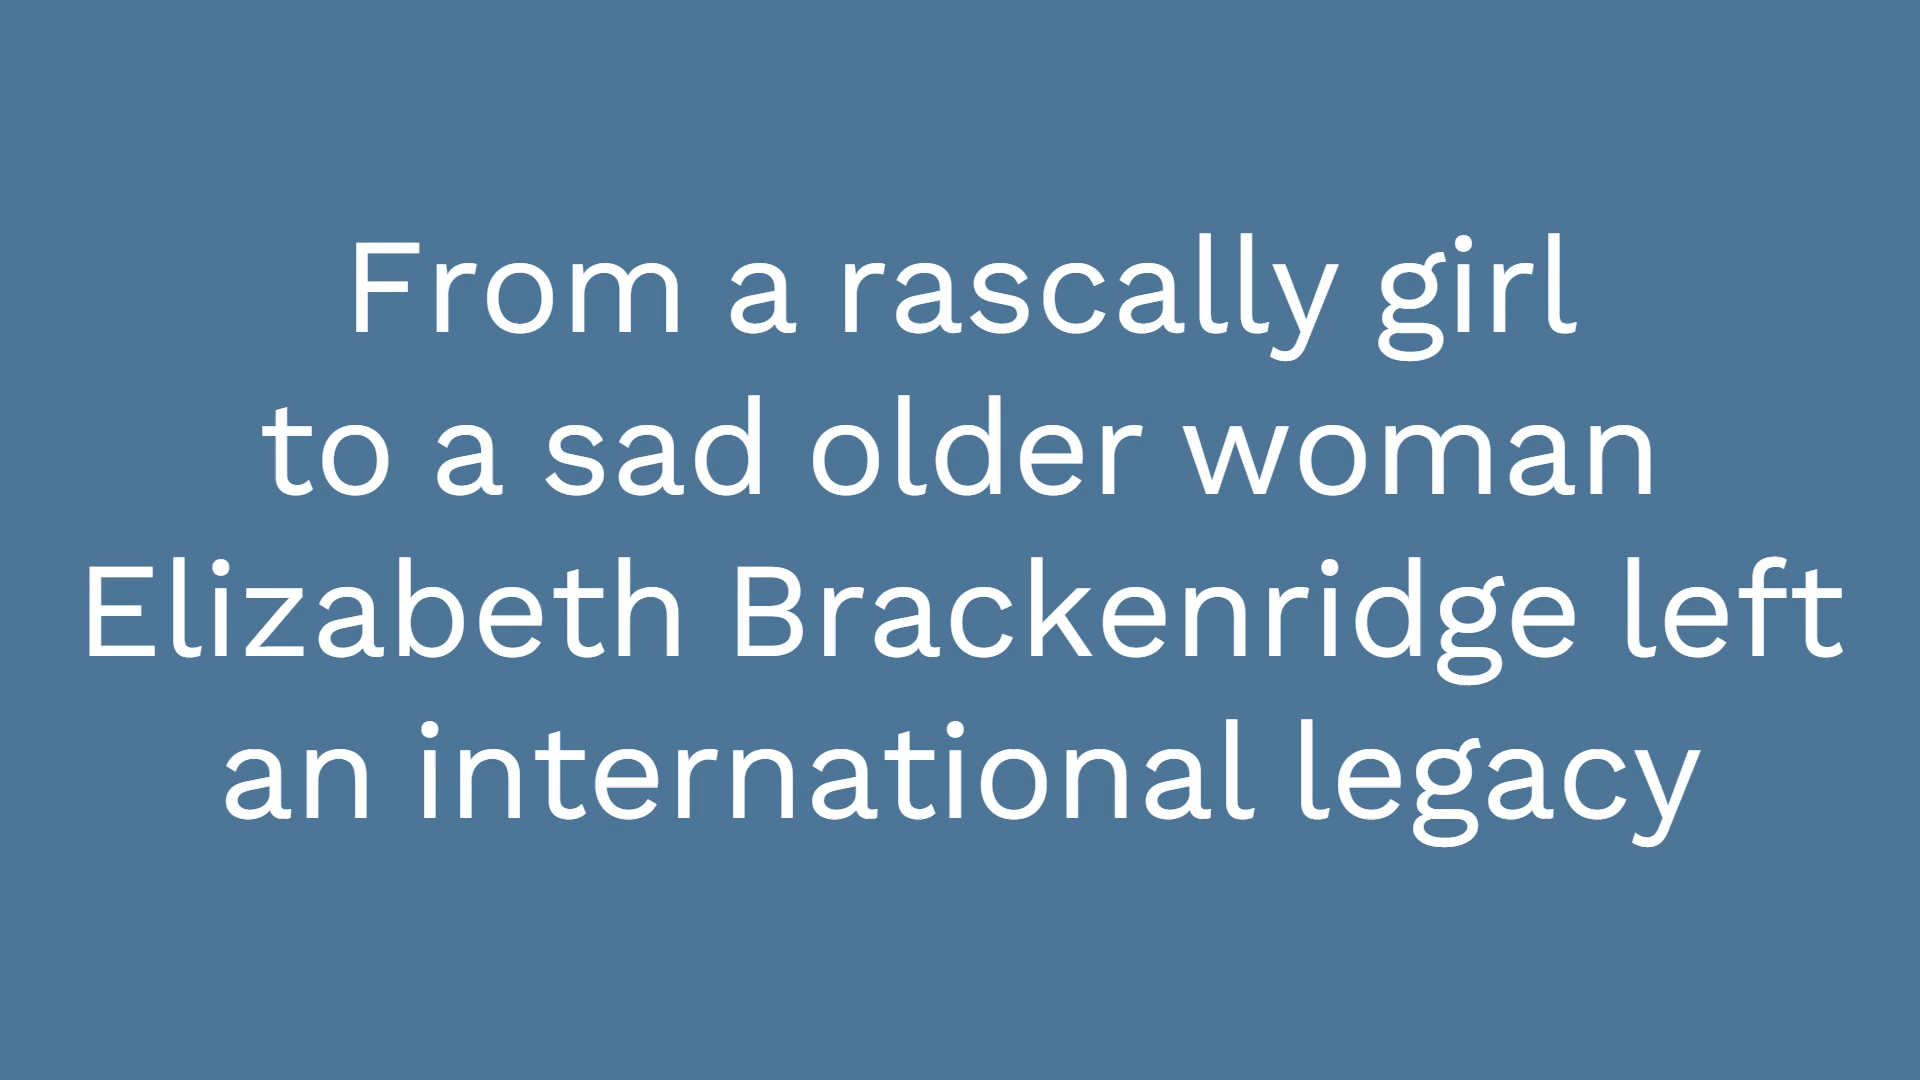 From a rascally girl
to a sad older woman
Elizabeth Brackenridge left
an international legacy